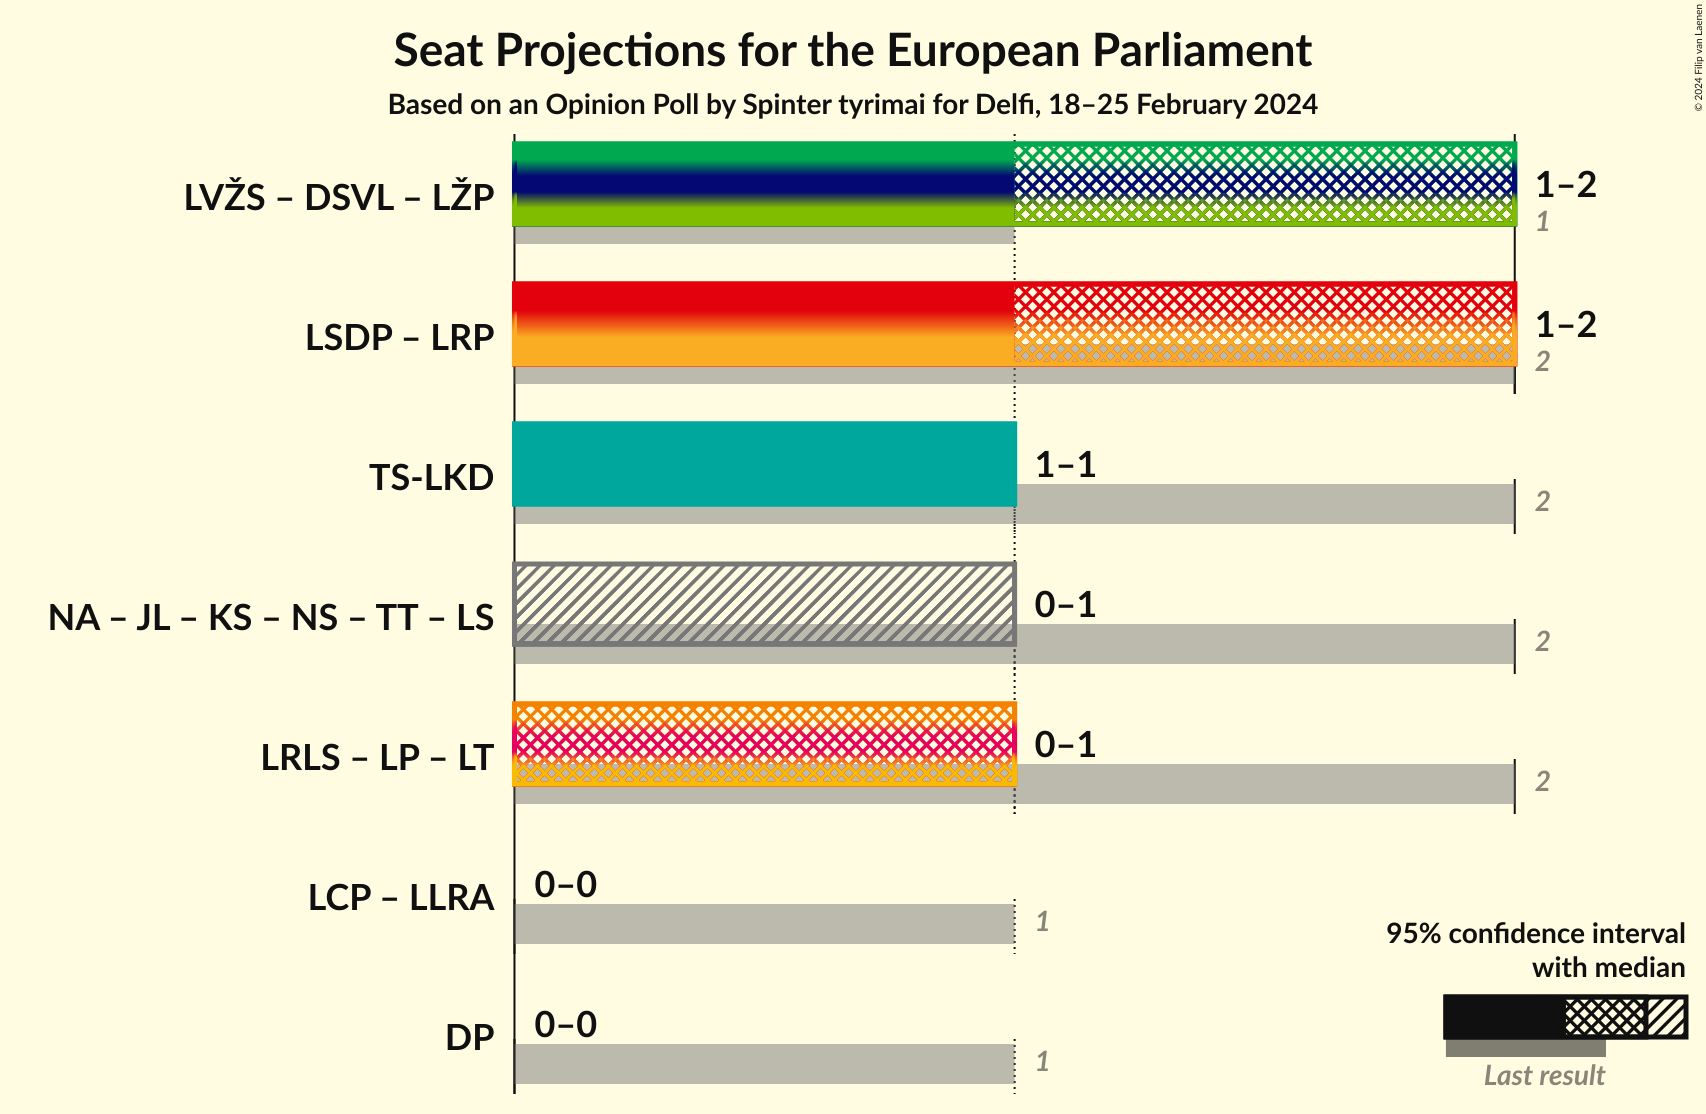 Seat Projections for the European Parliament
Based on an Opinion Poll by Spinter tyrimai for Delfi, 18–25 February 2024
© 2024 Filip van Laenen
LVŽS – DSVL – LŽP
1–2
1
LSDP – LRP
1–2
2
TS-LKD
1–1
2
NA – JL – KS – NS – TT – LS
0–1
2
LRLS – LP – LT
0–1
2
LCP – LLRA
0–0
1
DP
0–0
1
95% confidence interval
with median
Last result